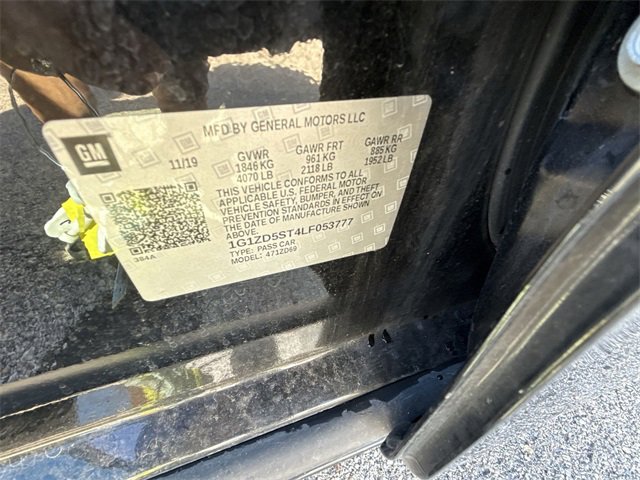 MFD BY GENERAL MOTORS LLC
GM
11/19
GVWR GAWR FRT GAWR RR
1846 KG 961 KG 885 KG
4070 LB 2118 LB 1952 LB
THIS VEHICLE CONFORMS TO ALL
APPLICABLE U.S. FEDERAL MOTOR
VEHICLE SAFETY, BUMPER, AND THEFT
PREVENTION STANDARDS IN EFFECT ON
THE DATE OF MANUFACTURE SHOWN
ABOVE.
1G1ZD5ST4LF053777
TYPE: PASS CAR
MODEL: 471ZD69
384A